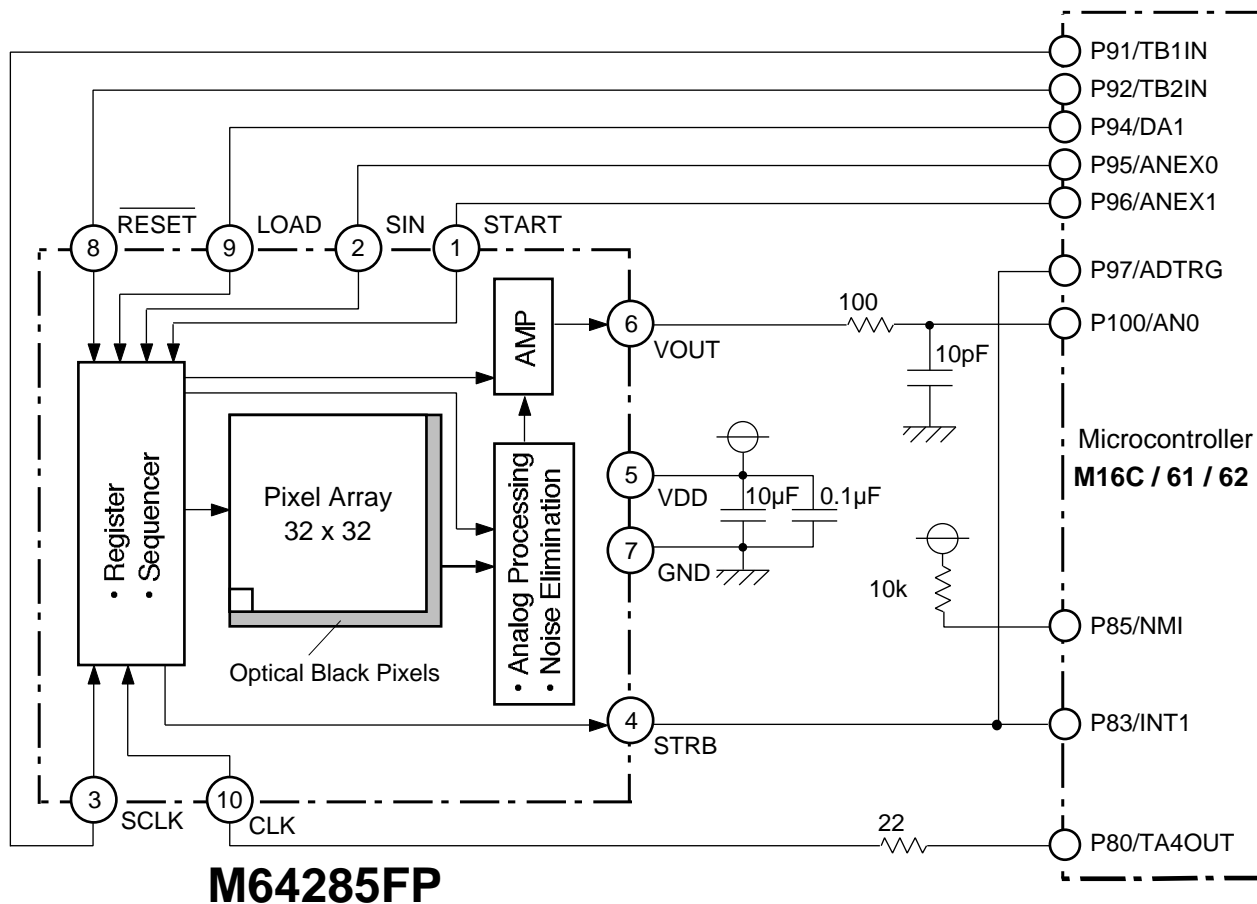 P91/TB1IN
P92/TB2IN
P94/DA1
P95/ANEX0
P96/ANEX1
RESET
LOAD
SIN
START
8
9
2
1
P97/ADTRG
AMP
6
VOUT
100
10pF
P100/AN0
• Register
• Sequencer
Pixel Array
32 x 32
Optical Black Pixels
• Analog Processing
• Noise Elimination
5
VDD
10µF
0.1µF
7
GND
Microcontroller
M16C / 61 / 62
10k
P85/NMI
4
STRB
P83/INT1
3
SCLK
10
CLK
22
P80/TA4OUT
M64285FP